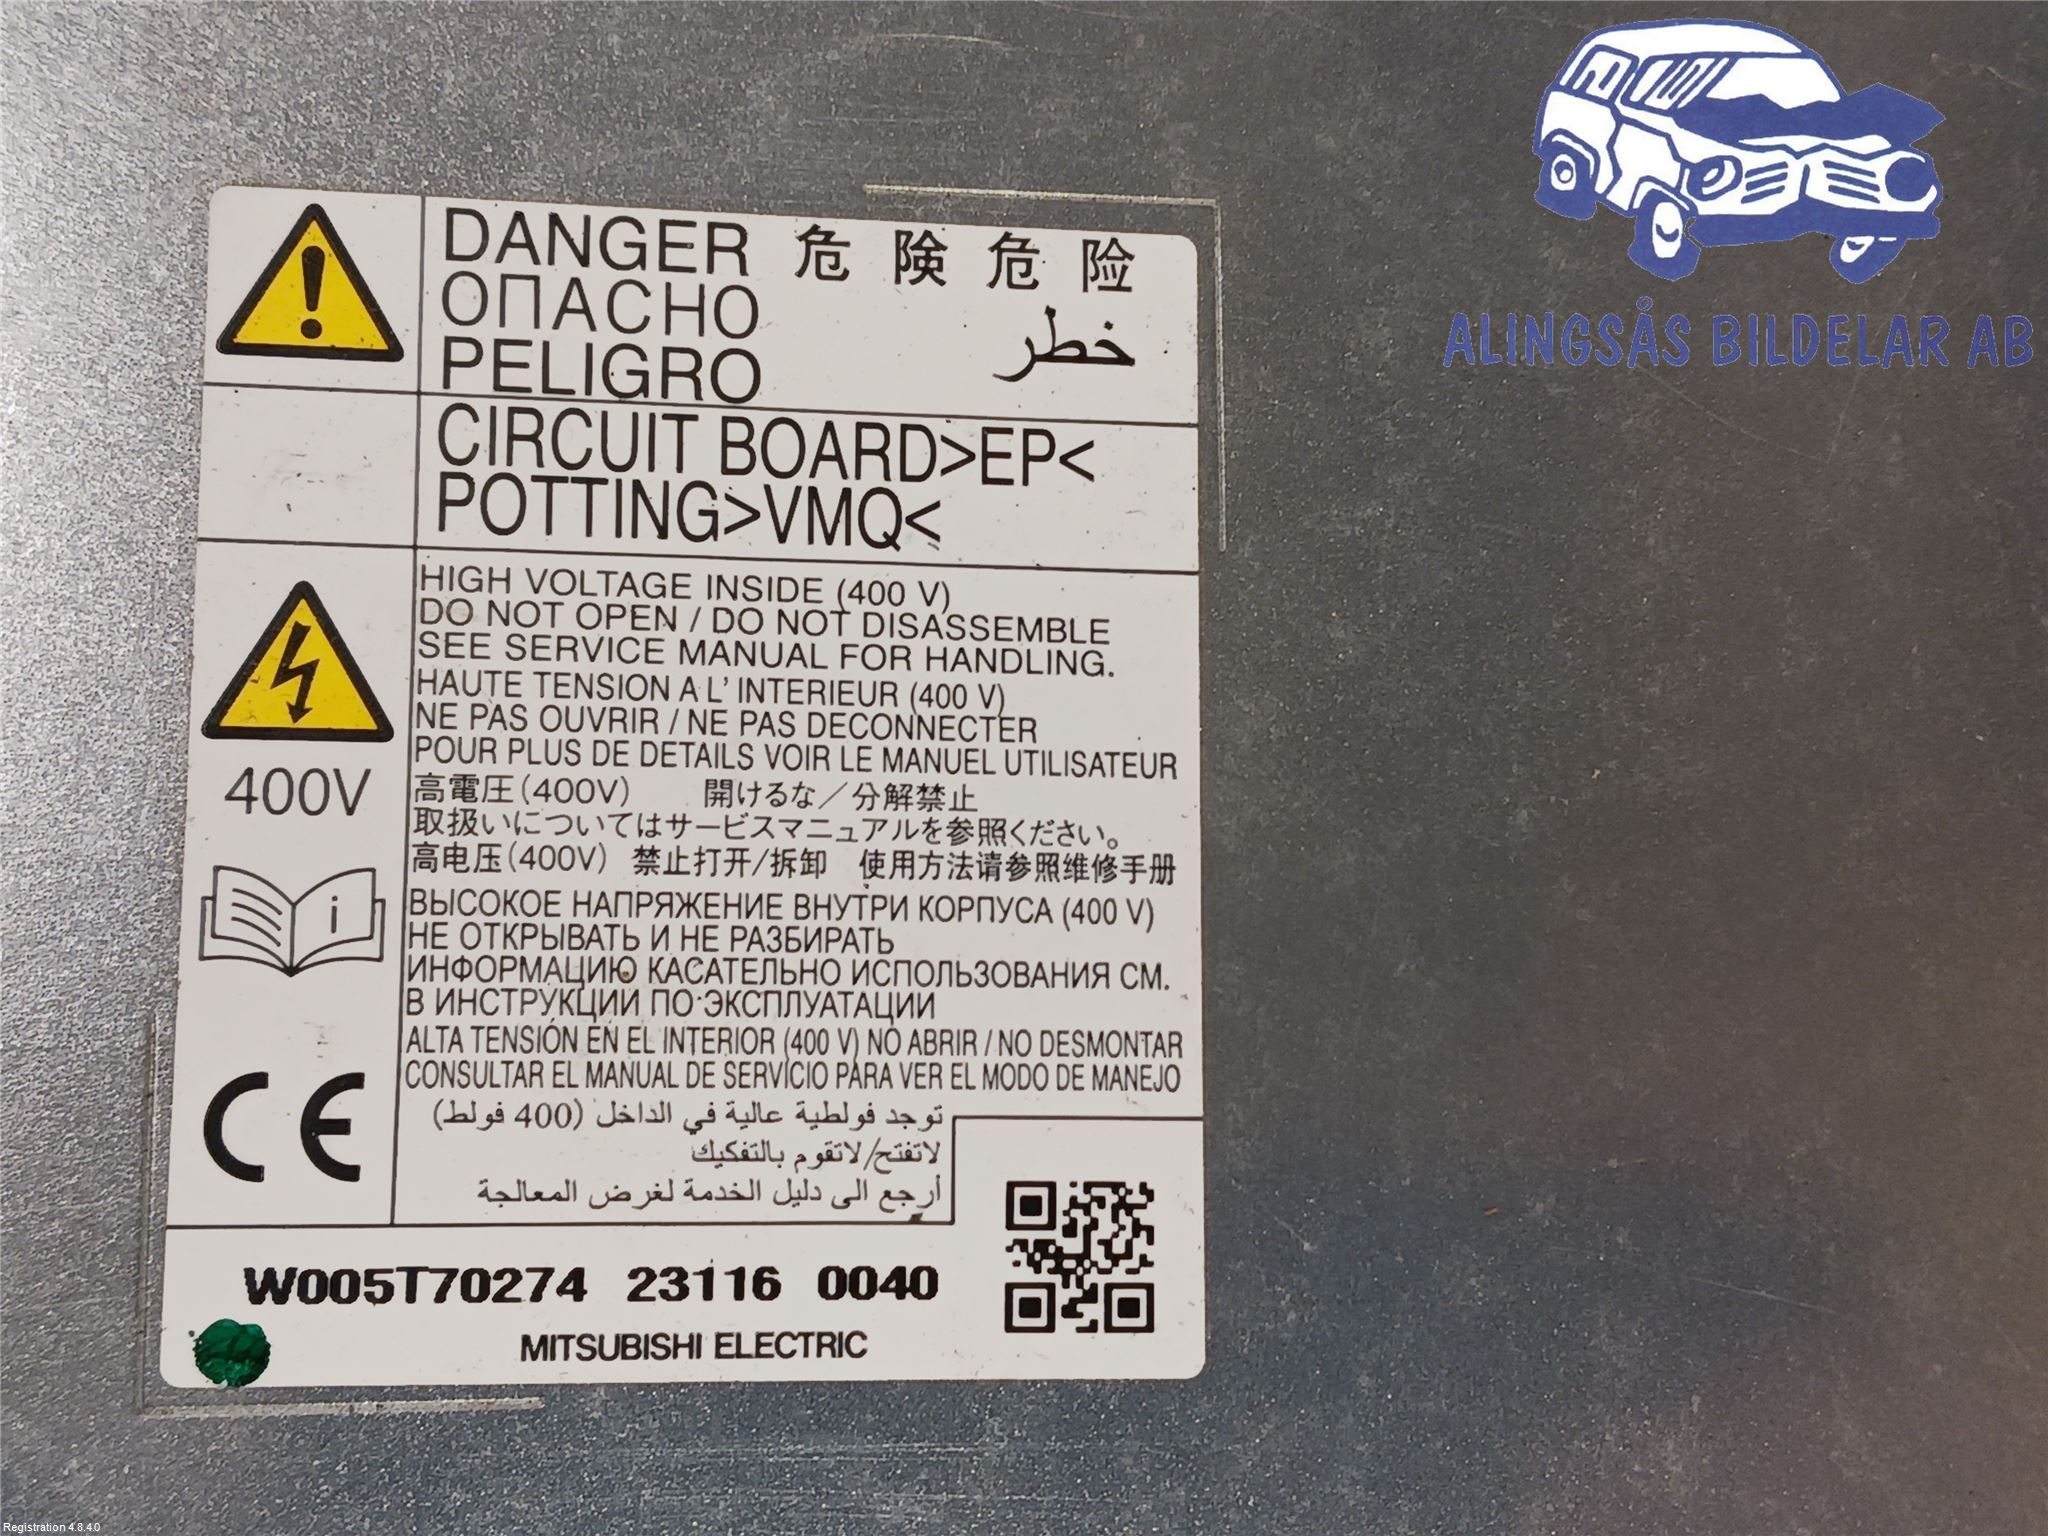 DANGER 危険危险
ОПАСНО
خطر
PELIGRO
CIRCUIT BOARD>EP<
POTTING>VMQ<
HIGH VOLTAGE INSIDE (400 V)
DO NOT OPEN / DO NOT DISASSEMBLE
SEE SERVICE MANUAL FOR HANDLING.
HAUTE TENSION A L' INTERIEUR (400 V)
NE PAS OUVRIR / NE PAS DECONNECTER
POUR PLUS DE DETAILS VOIR LE MANUEL UTILISATEUR
400V
高電圧(400V) 開けるな/分解禁止
取扱いについてはサービスマニュアルを参照ください。
高电压(400V) 禁止打开/拆卸 使用方法请参照维修手册
i
ВЫСОКОЕ НАПРЯЖЕНИЕ ВНУТРИ КОРПУСА (400 V)
НЕ ОТКРЫВАТЬ И НЕ РАЗБИРАТЬ
ИНФОРМАЦИЮ КАСАТЕЛЬНО ИСПОЛЬЗОВАНИЯ СМ.
В ИНСТРУКЦИИ ПО ЭКСПЛУАТАЦИИ
ALTA TENSIÓN EN EL INTERIOR (400 V) NO ABRIR / NO DESMONTAR
CONSULTAR EL MANUAL DE SERVICIO PARA VER EL MODO DE MANEJO
CE
توجد فولطية عالية في الداخل (400 فولط)
لاتفتح/لاتقوم بالتفكيك
أرجع الى دليل الخدمة لغرض المعالجة
W005T70274 23116 0040
MITSUBISHI ELECTRIC
ALINGSÅS BILDELAR AB
Registration 4.8.4.0